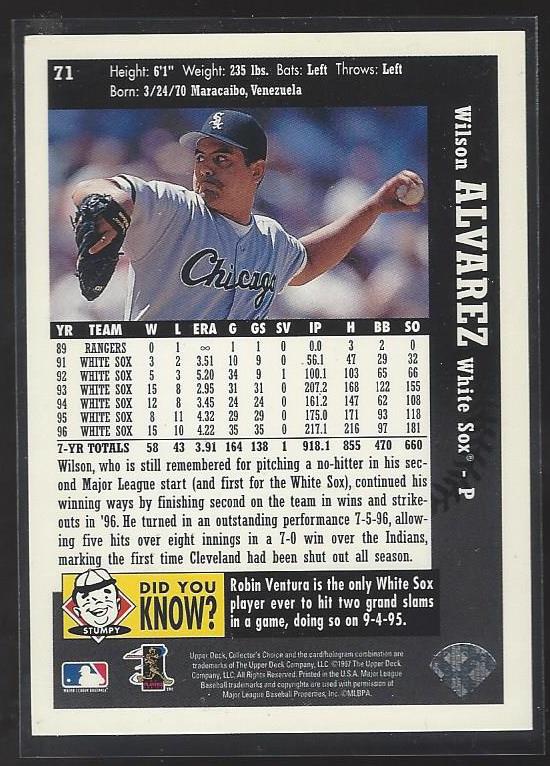 71 Height: 6'1" Weight: 235 lbs. Bats: Left Throws: Left
Born: 3/24/70 Maracaibo, Venezuela
Wilson ALVAREZ White Sox® - P
Sox
Chicago
YR TEAM W L ERA G GS SV IP H BB SO
89 RANGERS 0 1 ∞ 1 1 0 0.0 3 2 0
91 WHITE SOX 3 2 3.51 10 9 0 56.1 47 29 32
92 WHITE SOX 5 3 5.20 34 9 1 100.1 103 65 66
93 WHITE SOX 15 8 2.95 31 31 0 207.2 168 122 155
94 WHITE SOX 12 8 3.45 24 24 0 161.2 147 62 108
95 WHITE SOX 8 11 4.32 29 29 0 175.0 171 93 118
96 WHITE SOX 15 10 4.22 35 35 0 217.1 216 97 181
7-YR TOTALS 58 43 3.91 164 138 1 918.1 855 470 660
Wilson, who is still remembered for pitching a no-hitter in his sec-
ond Major League start (and first for the White Sox), continued his
winning ways by finishing second on the team in wins and strike-
outs in '96. He turned in an outstanding performance 7-5-96, allow-
ing five hits over eight innings in a 7-0 win over the Indians,
marking the first time Cleveland had been shut out all season.
STUMPY
DID YOU
KNOW?
Robin Ventura is the only White Sox
player ever to hit two grand slams
in a game, doing so on 9-4-95.
Upper Deck, Collector's Choice and the card/hologram combination are
trademarks of The Upper Deck Company, LLC ©1997 The Upper Deck
Company, LLC. All Rights Reserved. Printed in the U.S.A. Major League
Baseball trademarks and copyrights are used with permission of
Major League Baseball Properties, Inc. ©MLBPA.
MAJOR LEAGUE BASEBALL